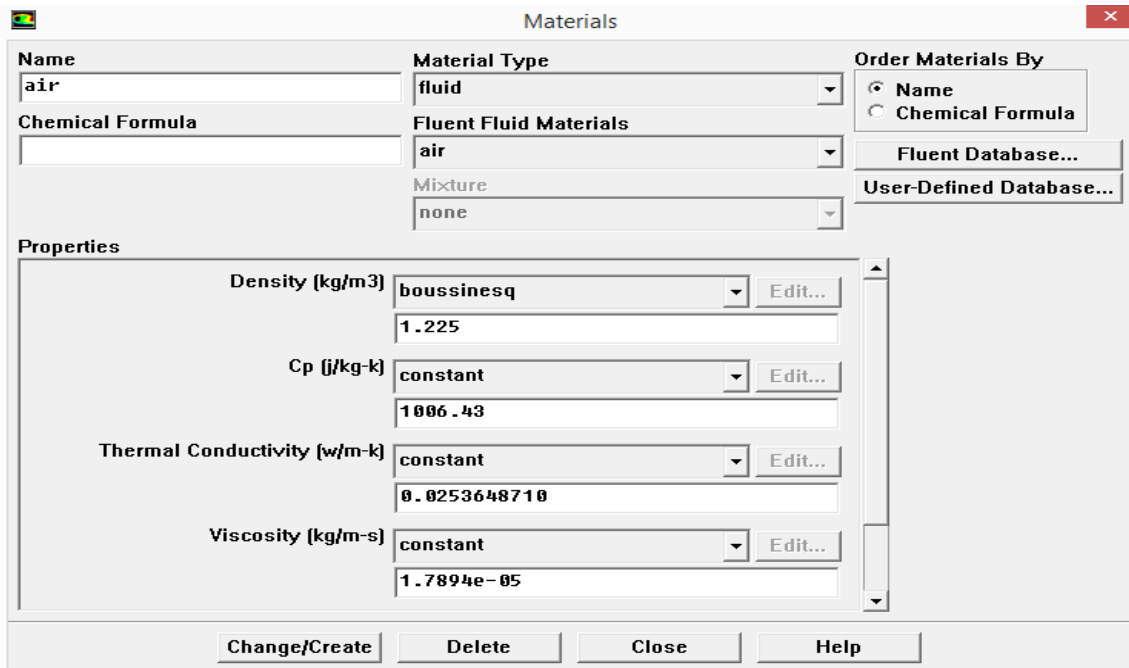 Materials
Name
air
Material Type
fluid
Order Materials By
Name
Chemical Formula
Chemical Formula
Fluent Fluid Materials
air
Fluent Database...
User-Defined Database...
Mixture
none
Properties
Density (kg/m3)
boussinesq
Edit...
1.225
Cp (j/kg-k)
constant
Edit...
1006.43
Thermal Conductivity (w/m-k)
constant
Edit...
0.0253648710
Viscosity (kg/m-s)
constant
Edit...
1.7894e-05
Change/Create
Delete
Close
Help